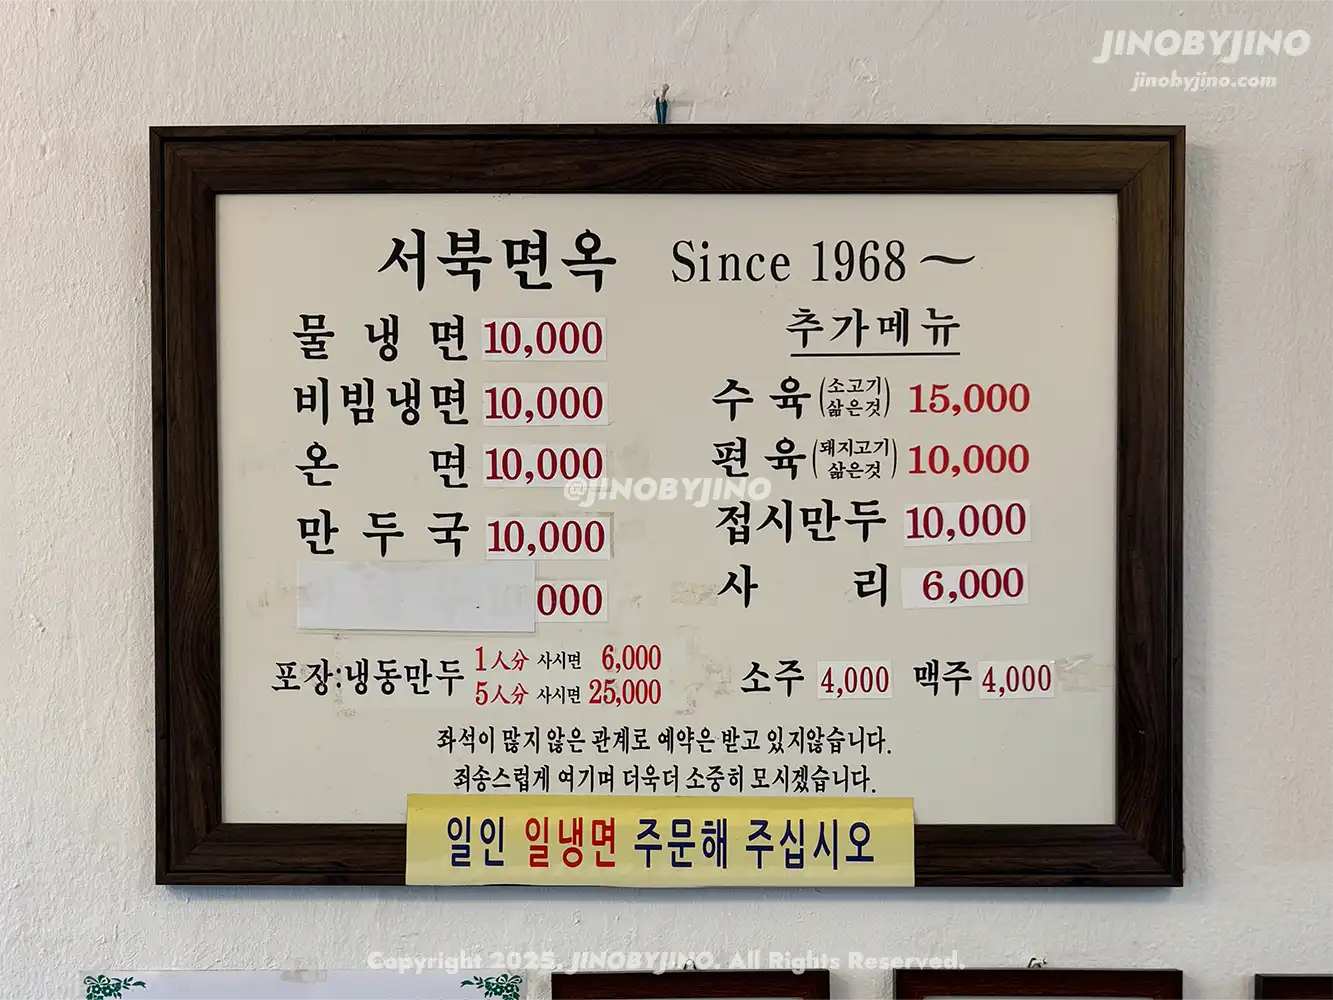 JINOBYJINO
jinobyjino.com
서북면옥 Since 1968~
물냉면 10,000
비빔냉면 10,000
온면 10,000
만두국 10,000
000
추가메뉴
수육(소고기 삶은것) 15,000
편육(돼지고기 삶은것) 10,000
접시만두 10,000
사리 6,000
@JINOBYJINO
포장:냉동만두 1人分 사시면 6,000
5人分 사시면 25,000
소주 4,000 맥주 4,000
좌석이 많지 않은 관계로 예약은 받고 있지않습니다.
죄송스럽게 여기며 더욱더 소중히 모시겠습니다.
일인 일냉면 주문해 주십시오
Copyright 2025. JINOBYJINO. All Rights Reserved.